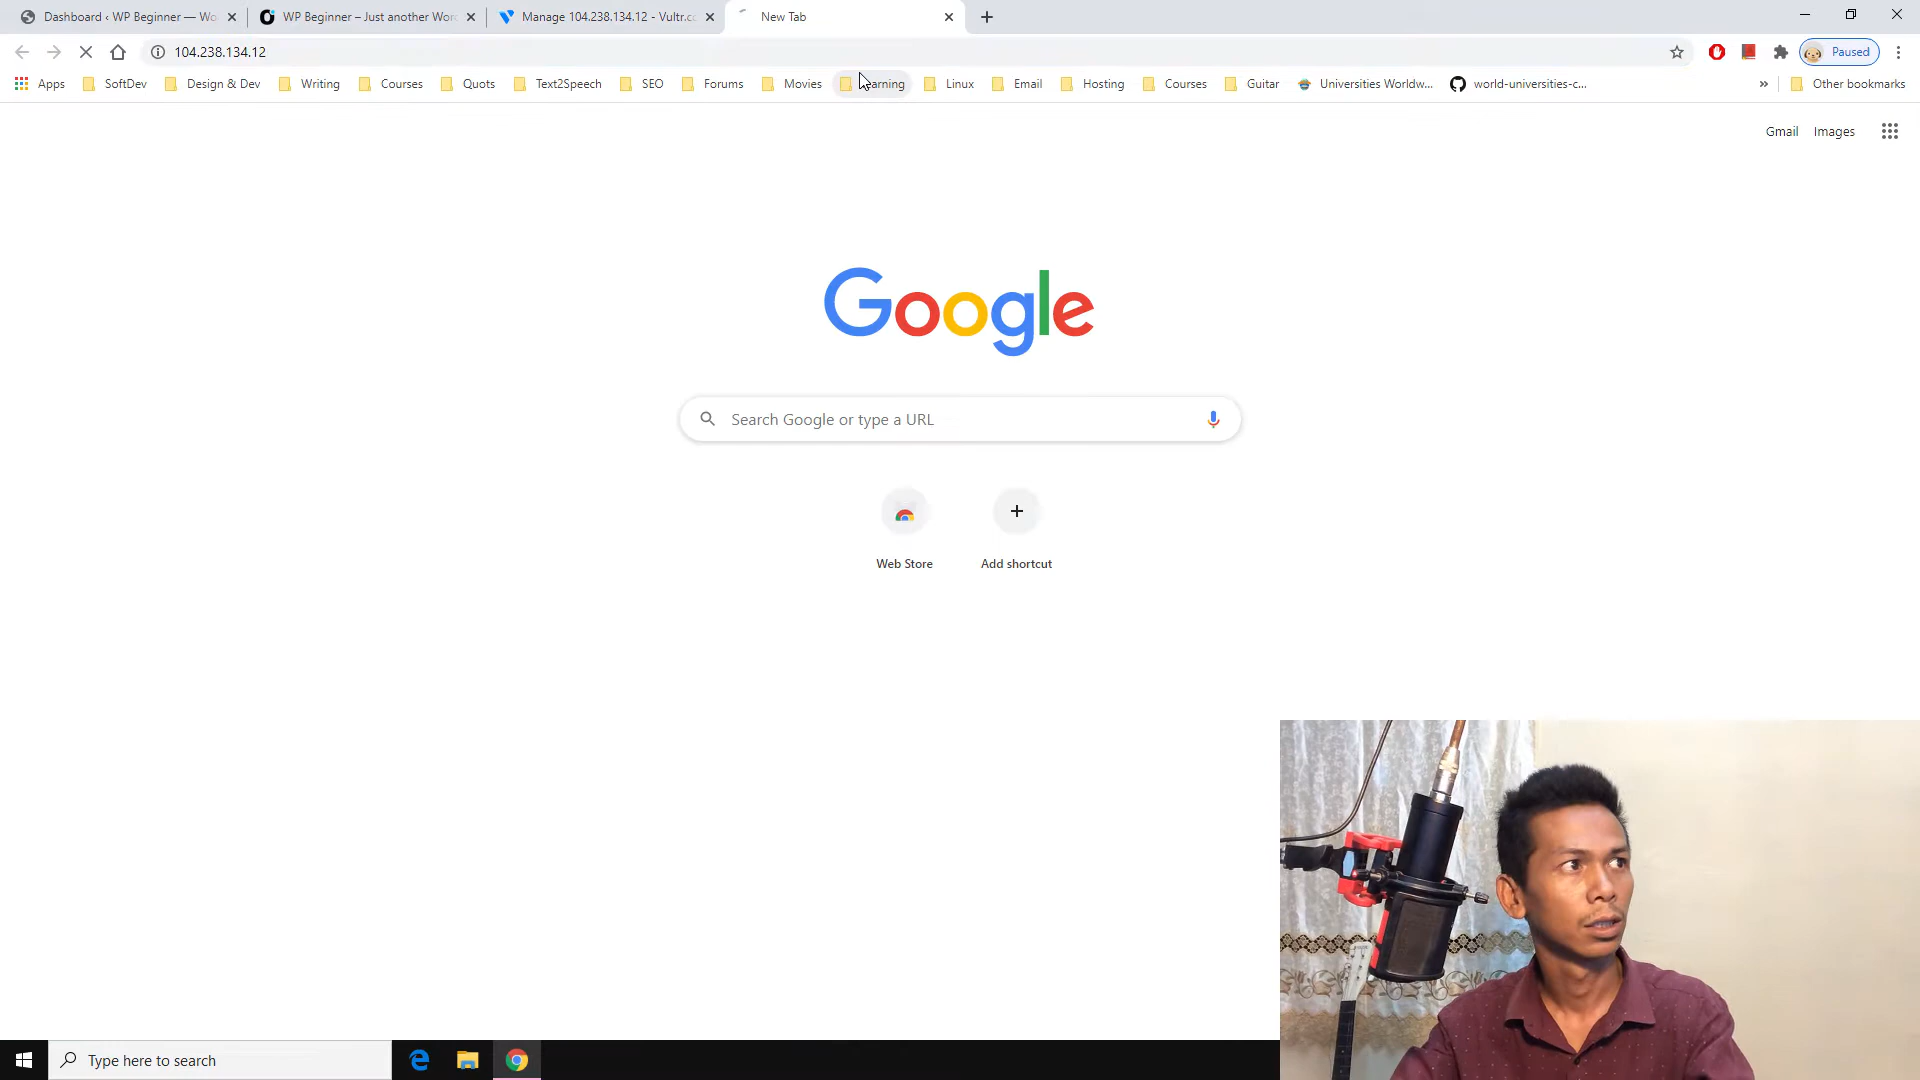 Dashboard ‹ WP Beginner — Wo
WP Beginner – Just another Wor
Manage 104.238.134.12 - Vultr.c
New Tab
104.238.134.12
Paused
Apps
SoftDev
Design & Dev
Writing
Courses
Quots
Text2Speech
SEO
Forums
Movies
Linux
Email
Hosting
Courses
Guitar
Universities Worldw...
world-universities-c...
»
Other bookmarks
Gmail
Images
Google
Search Google or type a URL
Web Store
Add shortcut
Type here to search